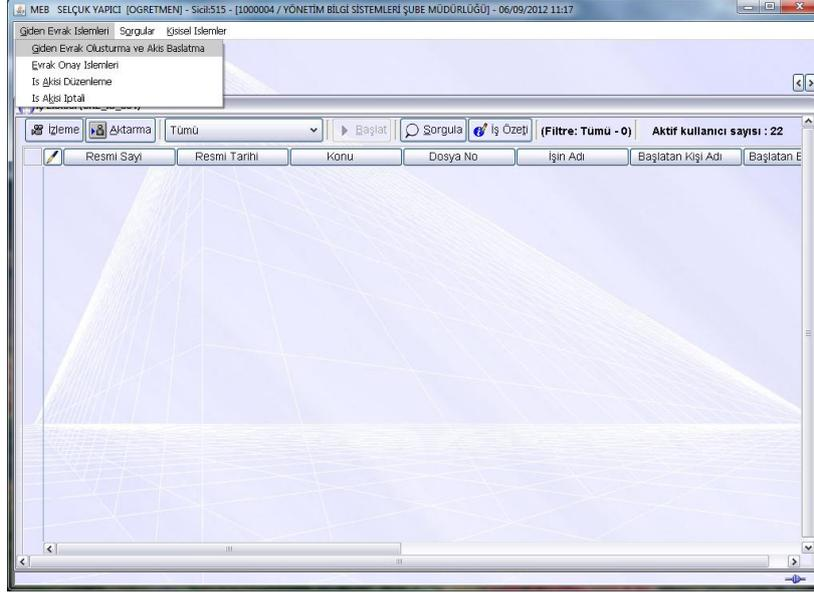 MEB SELÇUK YAPICI [OGRETMEN] - Sicil:515 - [1000004 / YÖNETİM BİLGİ SİSTEMLERİ ŞUBE MÜDÜRLÜĞÜ] - 06/09/2012 11:17
Giden Evrak Islemleri Sorgular Kisisel Islemler
Giden Evrak Olusturma ve Akis Baslatma
Evrak Onay Islemleri
Is Akisi Düzenleme
Is Akisi Iptali
İzleme Aktarma Tümü Başlat Sorgula İş Özeti (Filtre: Tümü - 0) Aktif kullanıcı sayısı : 22
Resmi Sayi Resmi Tarihi Konu Dosya No İşin Adı Başlatan Kişi Adı Başlatan